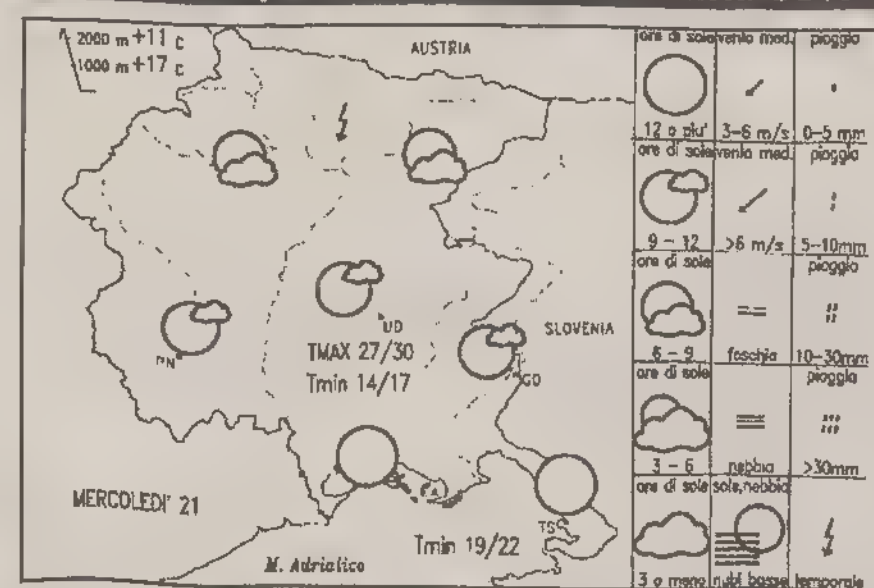 2000 m +11 c
1000 m +17 c
AUSTRIA
UD
PN
TMAX 27/30
Tmin 14/17
SLOVENIA
GO
MERCOLEDI' 21
Tmin 19/22
TS
M. Adriatico
ore di sole vento med. pioggia
12 o piu' 3-6 m/s 0-5 mm
ore di sole vento med. pioggia
9 - 12 >6 m/s 5-10mm
ore di sole pioggia
6 - 9 foschia 10-30mm
ore di sole pioggia
3 - 6 nebbia >30mm
ore di sole sole,nebbia
3 o meno nubi basse temporale